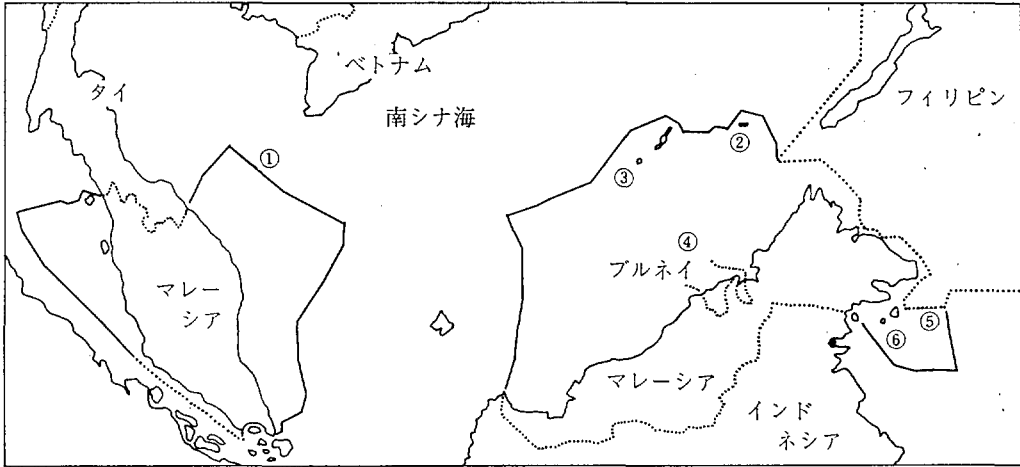 ベトナム
タイ
南シナ海
フィリピン
①
②
③
④
ブルネイ
マレー
シア
⑤
⑥
マレーシア
インド
ネシア